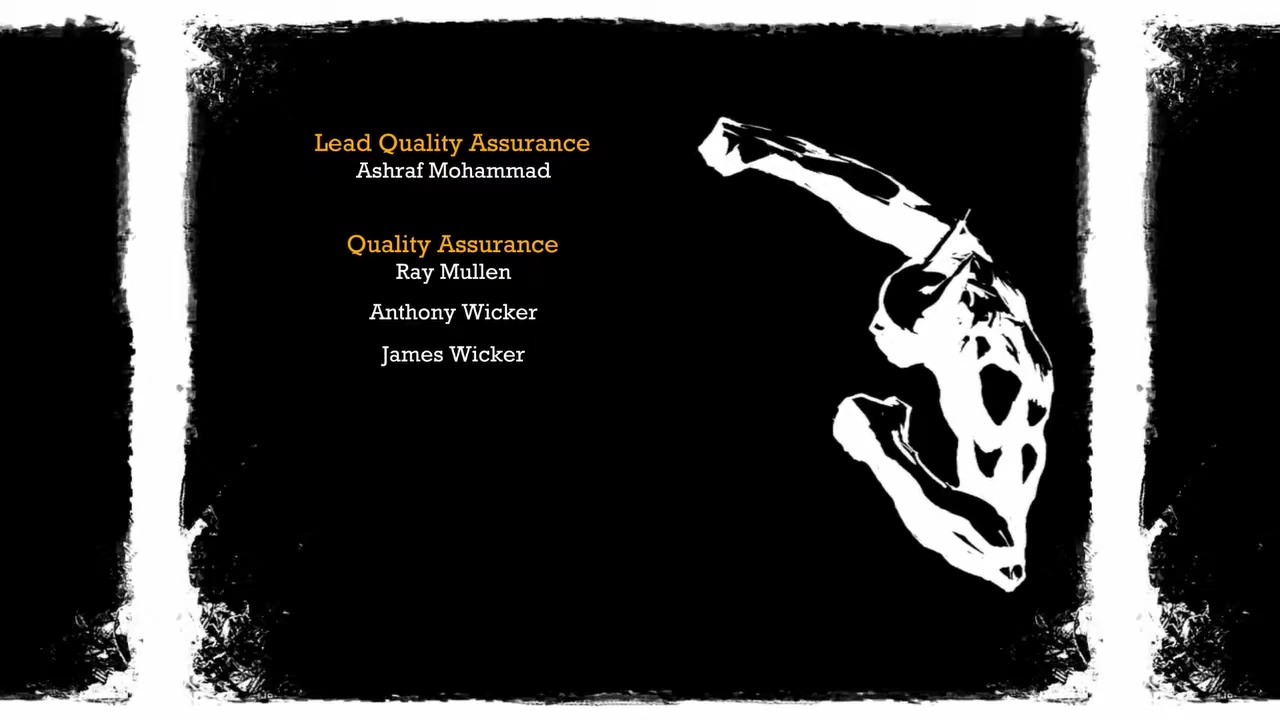 Lead Quality Assurance
Ashraf Mohammad
Quality Assurance
Ray Mullen
Anthony Wicker
James Wicker